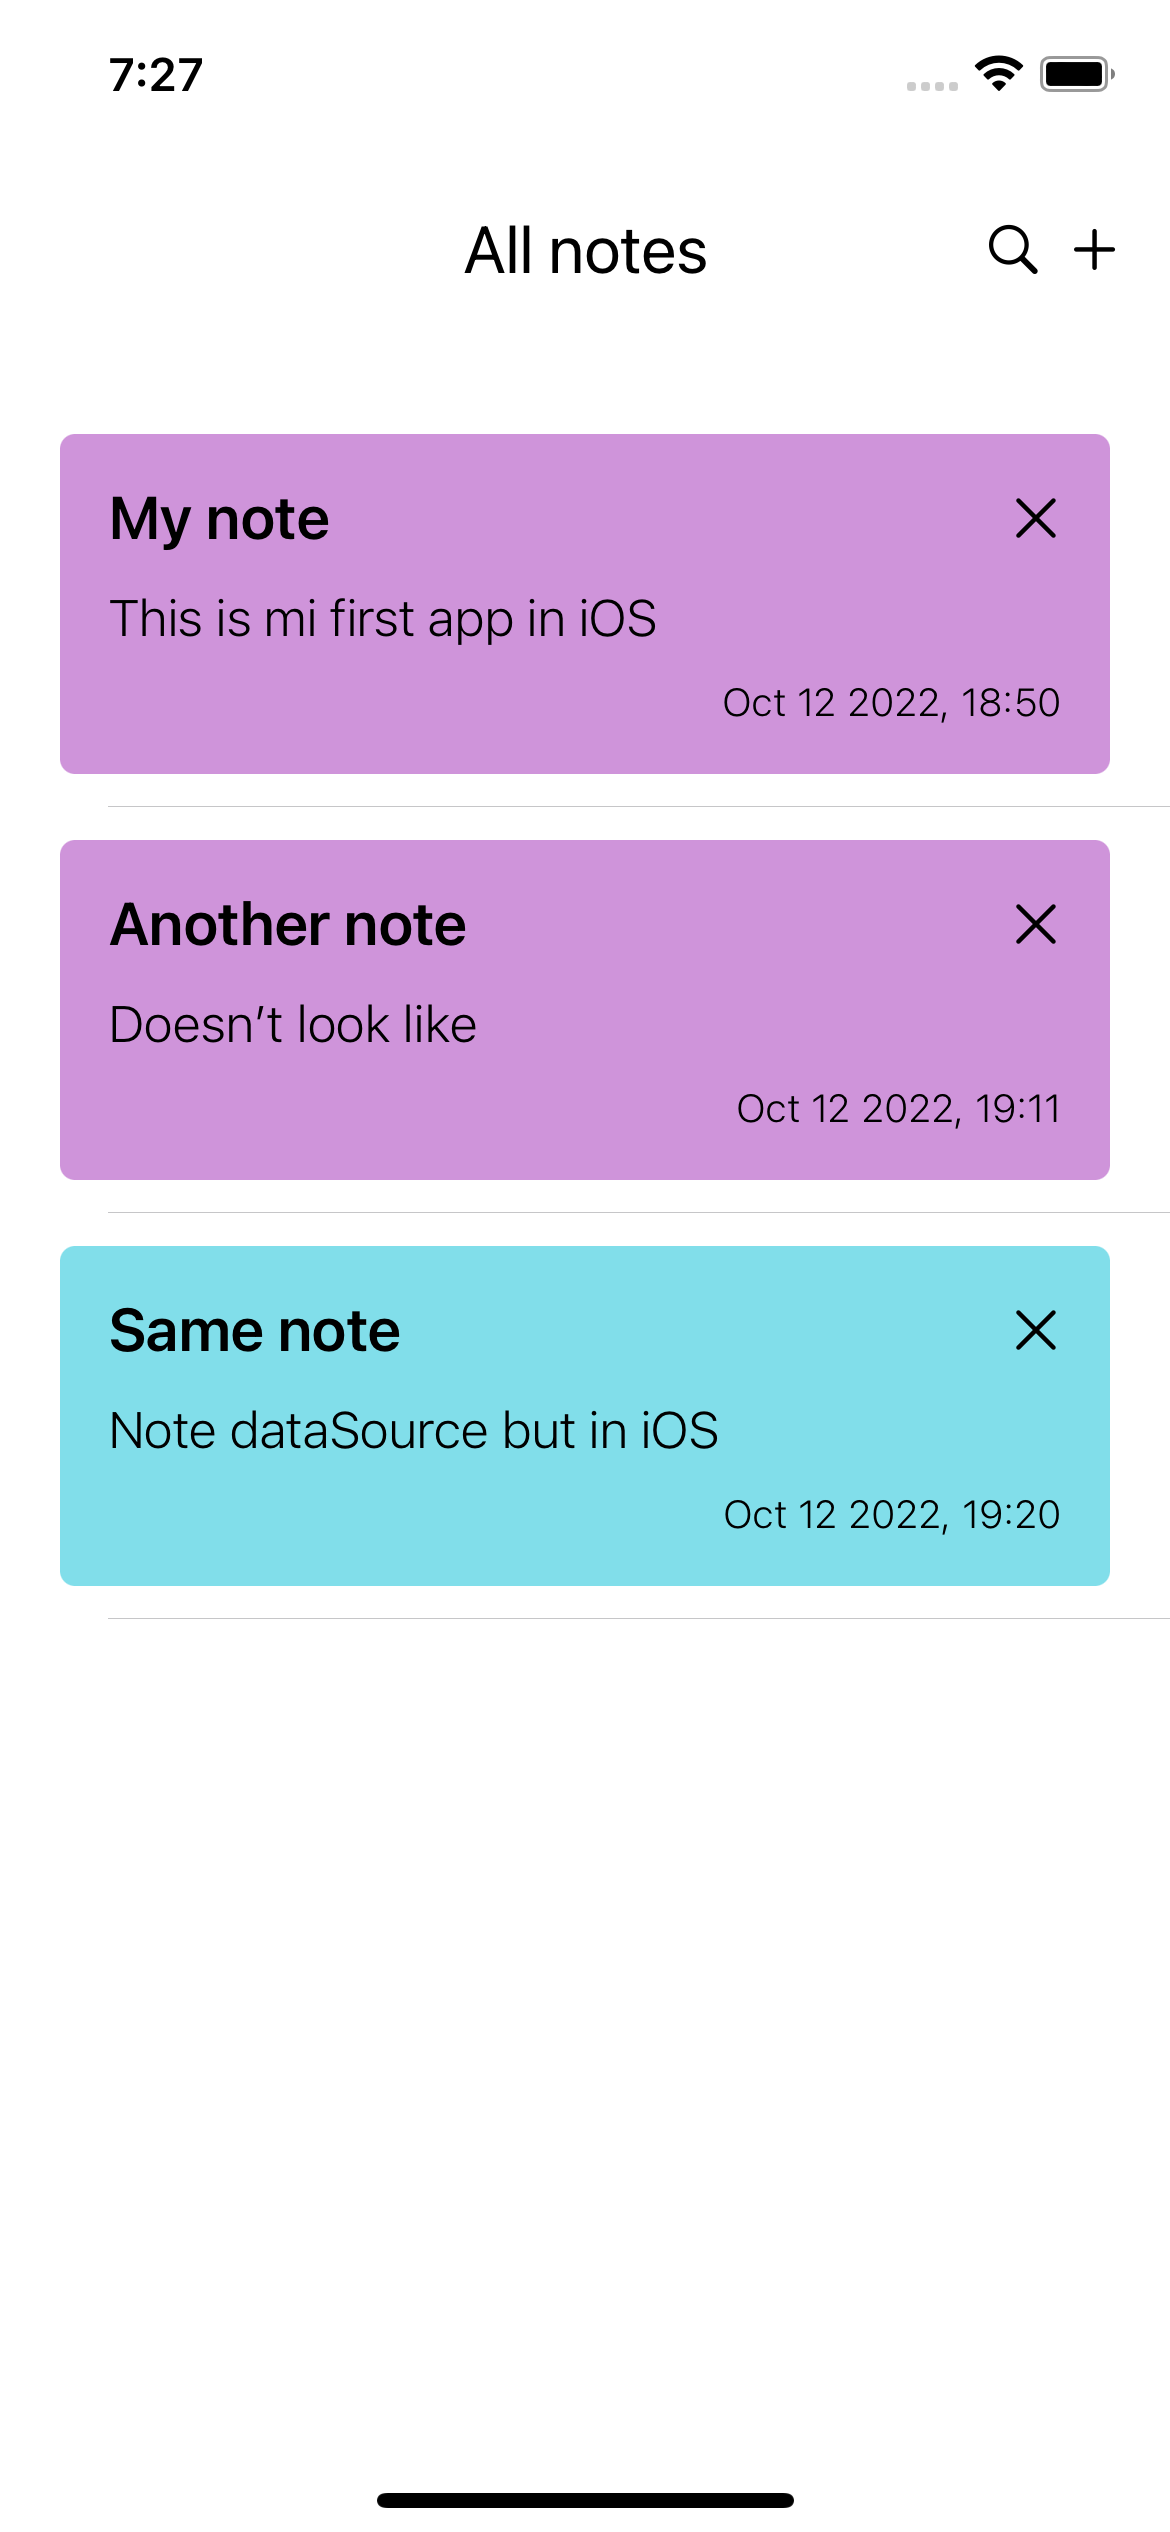 7:27
All notes
My note
This is mi first app in iOS
Oct 12 2022, 18:50
Another note
Doesn’t look like
Oct 12 2022, 19:11
Same note
Note dataSource but in iOS
Oct 12 2022, 19:20